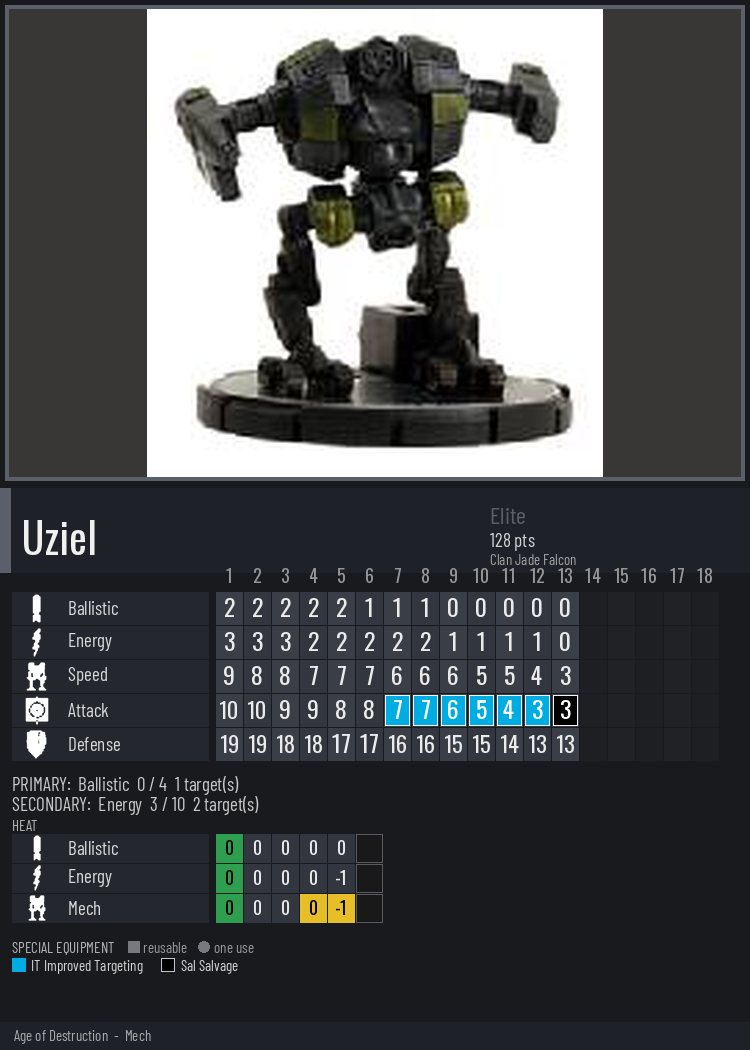 Uziel
Elite
128 pts
Clan Jade Falcon
1 2 3 4 5 6 7 8 9 10 11 12 13 14 15 16 17 18
Ballistic 2 2 2 2 2 1 1 1 0 0 0 0 0
Energy 3 3 3 2 2 2 2 2 1 1 1 1 0
Speed 9 8 8 7 7 7 6 6 6 5 5 4 3
Attack 10 10 9 9 8 8 7 7 6 5 4 3 3
Defense 19 19 18 18 17 17 16 16 15 15 14 13 13
PRIMARY: Ballistic 0 / 4 1 target(s)
SECONDARY: Energy 3 / 10 2 target(s)
HEAT
Ballistic 0 0 0 0 0
Energy 0 0 0 0 -1
Mech 0 0 0 0 -1
SPECIAL EQUIPMENT reusable one use
IT Improved Targeting Sal Salvage
Age of Destruction - Mech